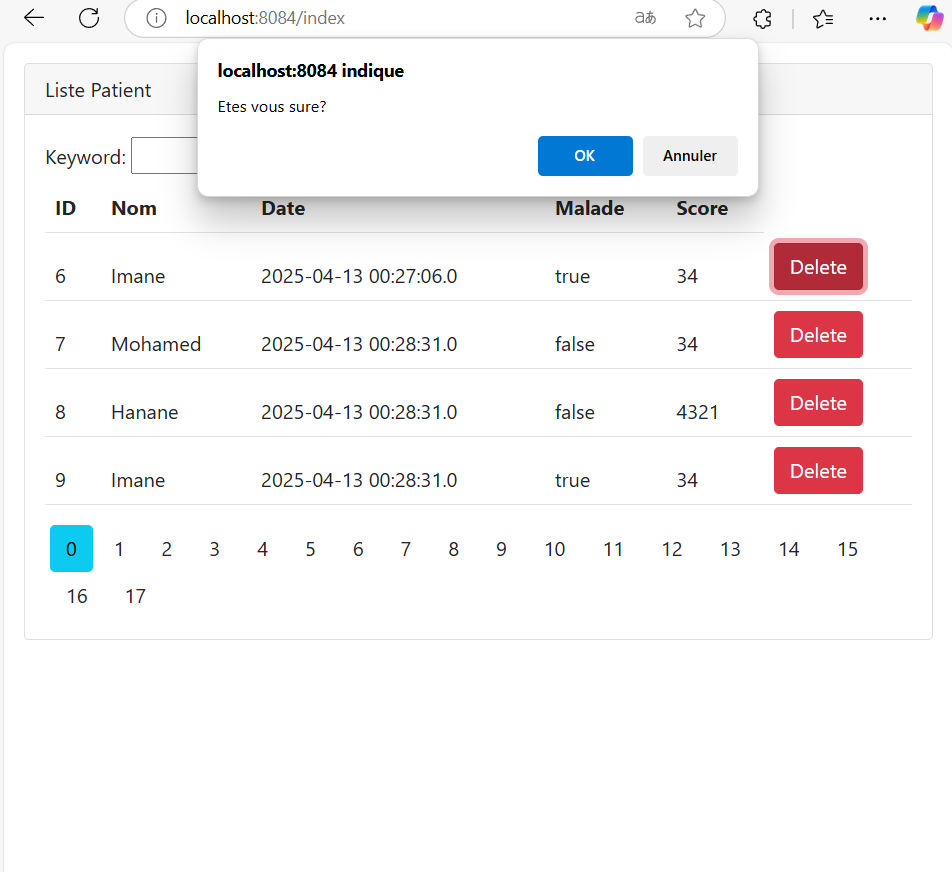 localhost:8084/index
aあ
localhost:8084 indique
Etes vous sure?
OK Annuler
Liste Patient
Keyword:
ID Nom Date Malade Score
6 Imane 2025-04-13 00:27:06.0 true 34 Delete
7 Mohamed 2025-04-13 00:28:31.0 false 34 Delete
8 Hanane 2025-04-13 00:28:31.0 false 4321 Delete
9 Imane 2025-04-13 00:28:31.0 true 34 Delete
0 1 2 3 4 5 6 7 8 9 10 11 12 13 14 15
16 17